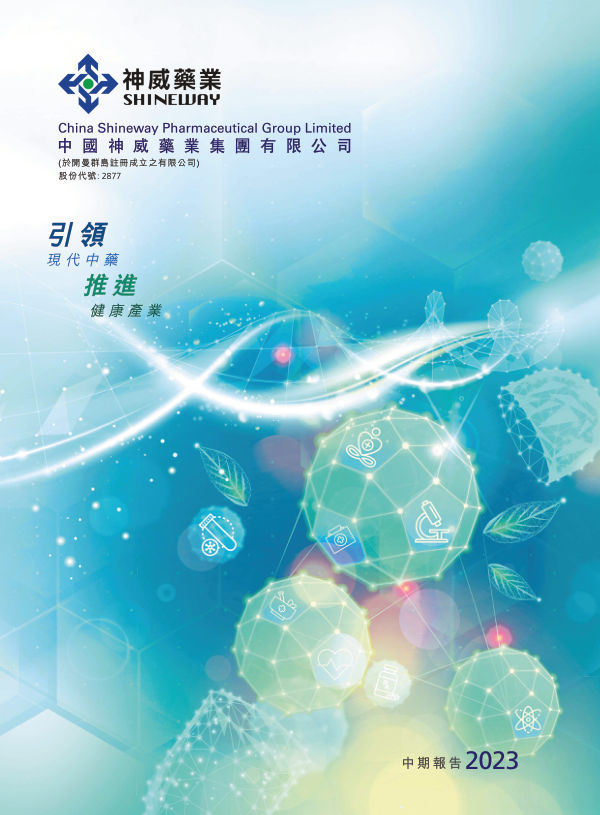 神威藥業
SHINEWAY
China Shineway Pharmaceutical Group Limited
中國神威藥業集團有限公司
(於開曼群島註冊成立之有限公司)
股份代號: 2877
引領
現代中藥
推進
健康產業
中期報告 2023